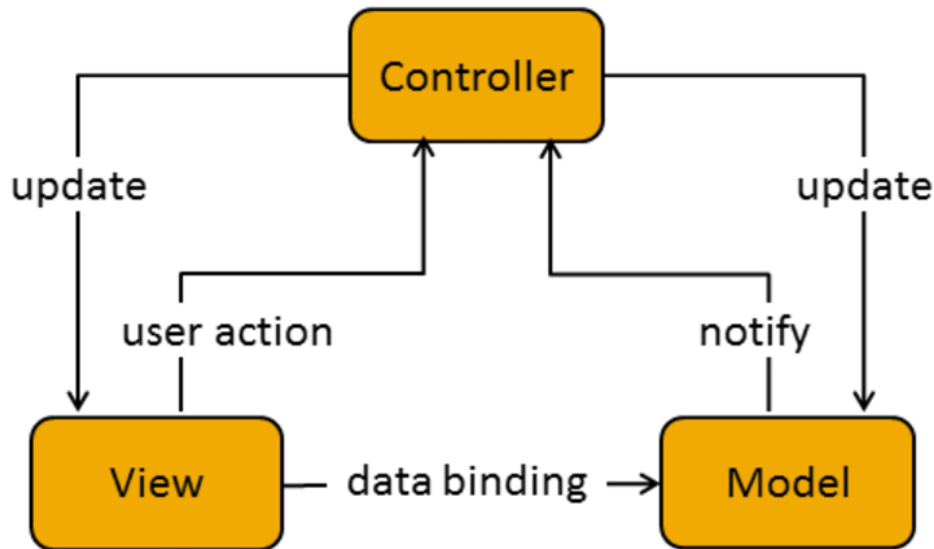 Controller
update
update
user action
notify
View
data binding
Model